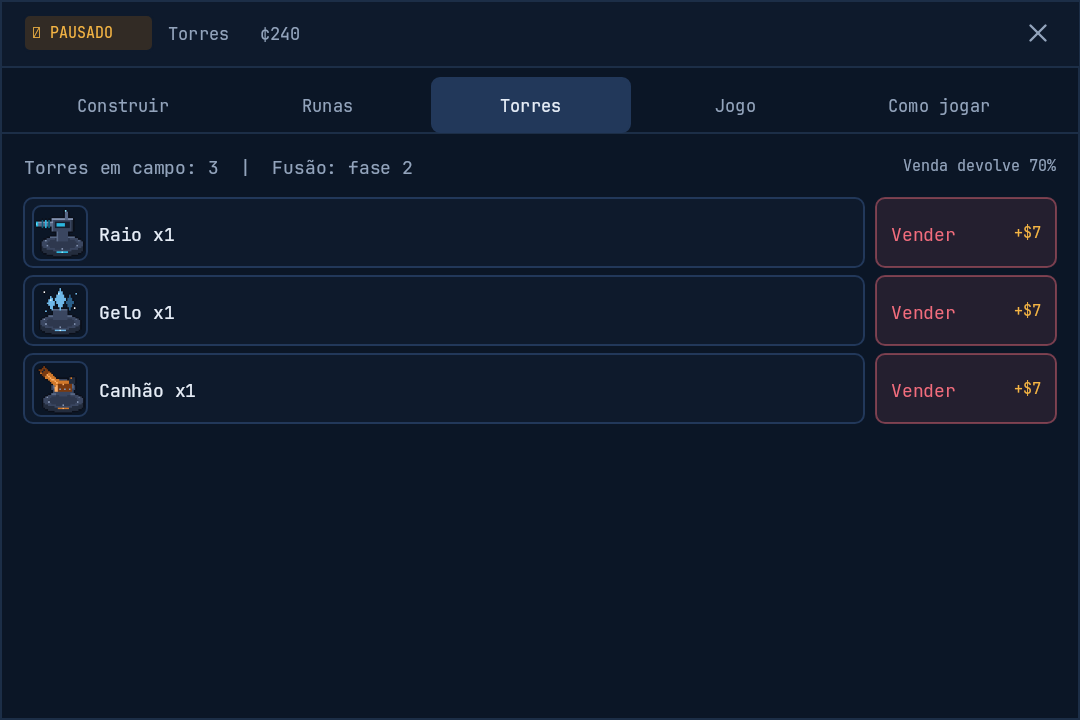 PAUSADO Torres ₵240
Construir Runas Torres Jogo Como jogar
Torres em campo: 3 | Fusão: fase 2 Venda devolve 70%
Raio x1 Vender +$7
Gelo x1 Vender +$7
Canhão x1 Vender +$7